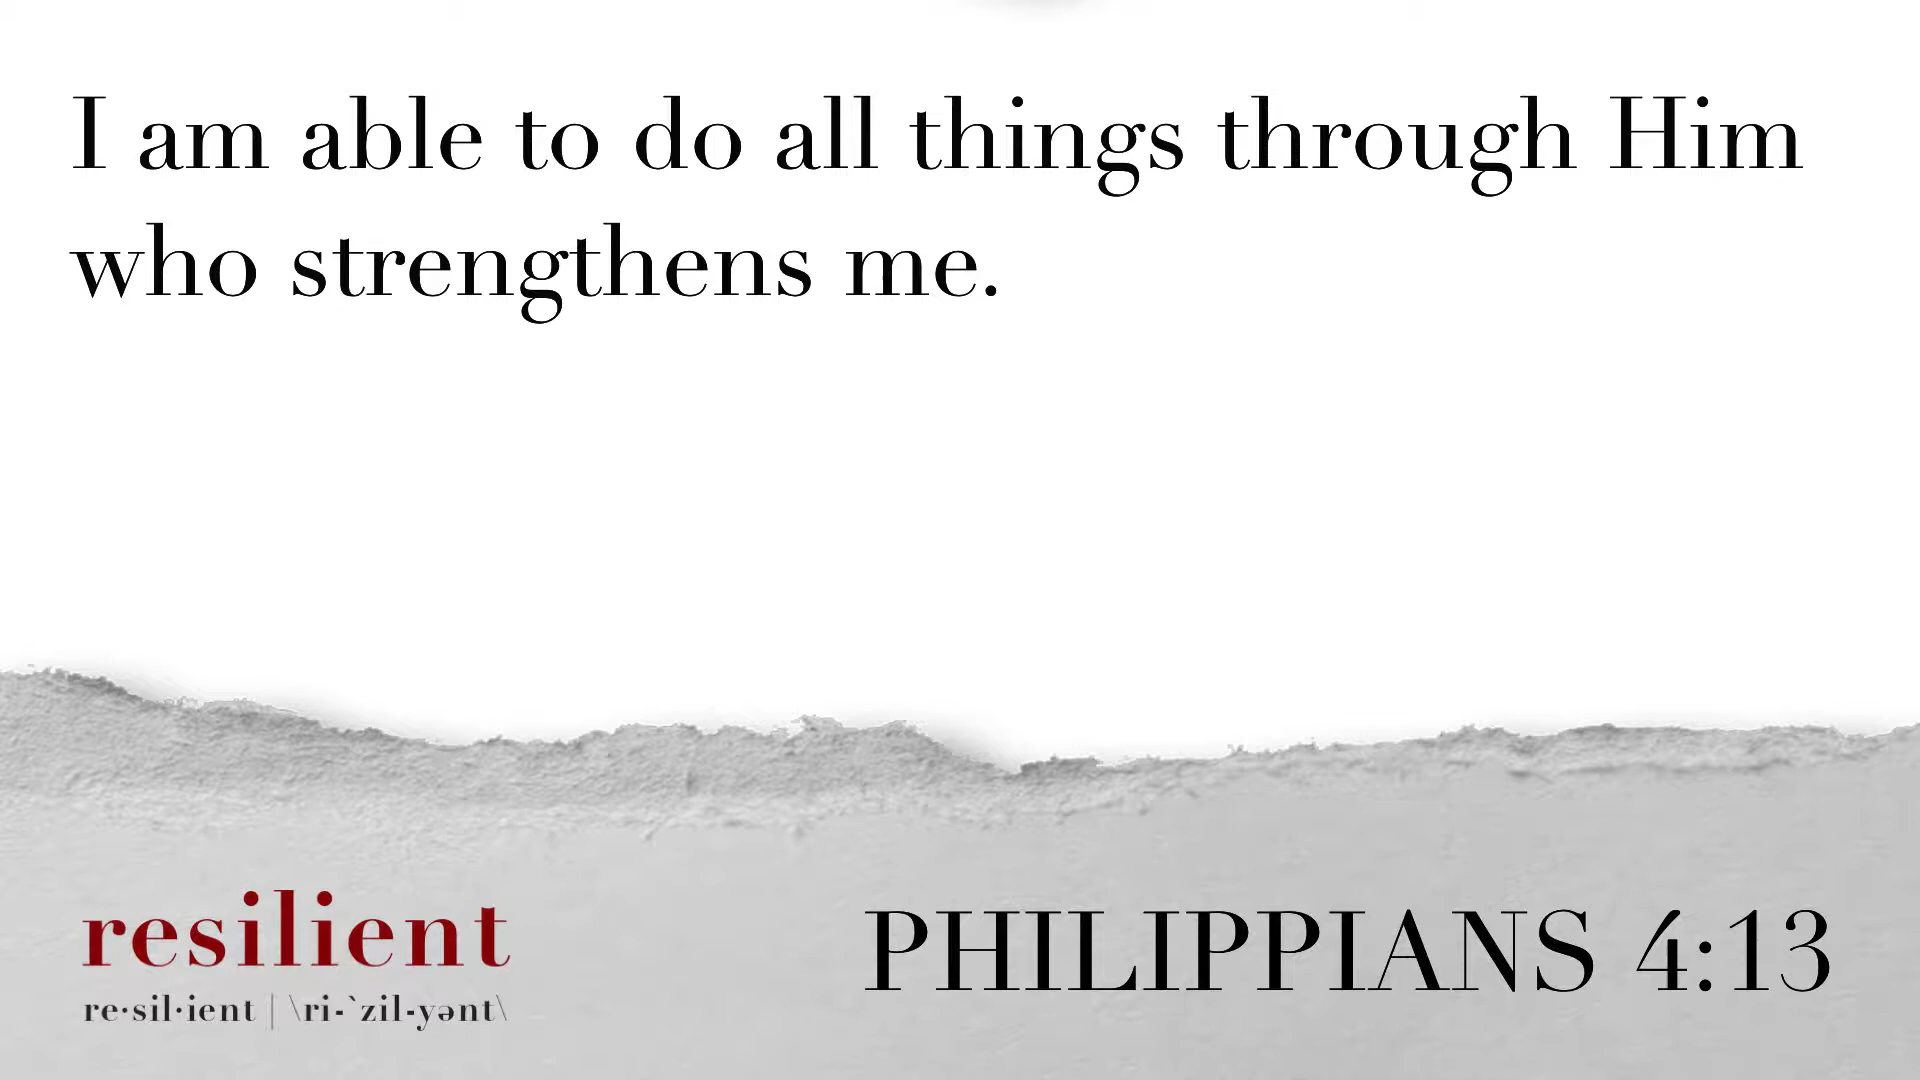 I am able to do all things through Him
who strengthens me.
resilient
re·sil·ient | \ri-`zil-yənt\
PHILIPPIANS 4:13